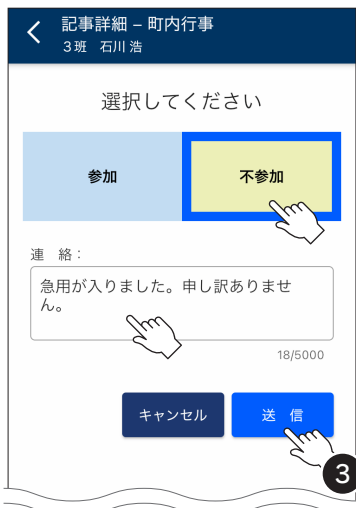 記事詳細 – 町内行事
3班　石川 浩
選択してください
参加　不参加
連　絡：
急用が入りました。申し訳ありませ
ん。
18/5000
キャンセル　送　信
3